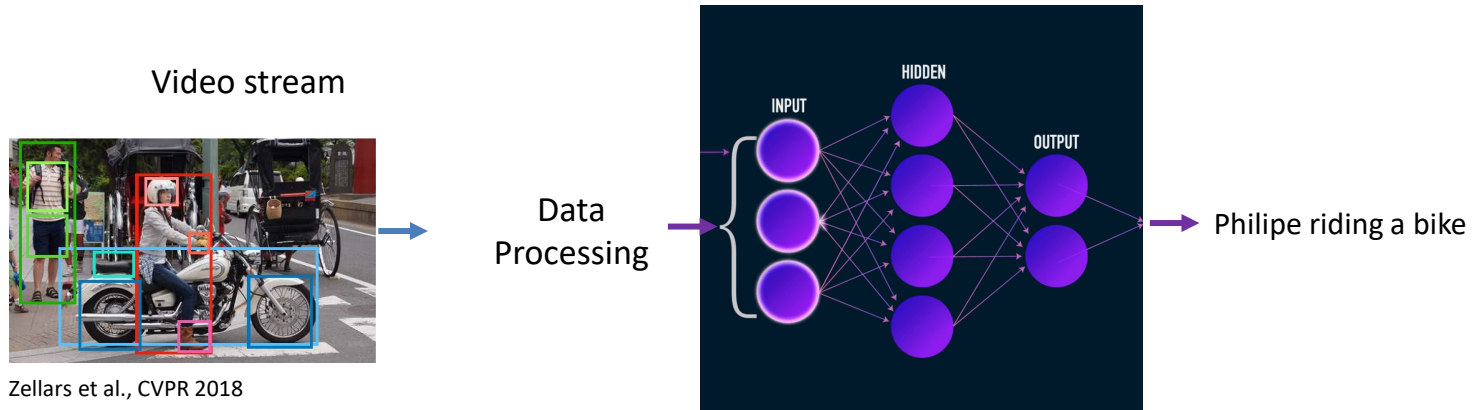 Video stream
Zellars et al., CVPR 2018
Data
Processing
INPUT
HIDDEN
OUTPUT
Philipe riding a bike